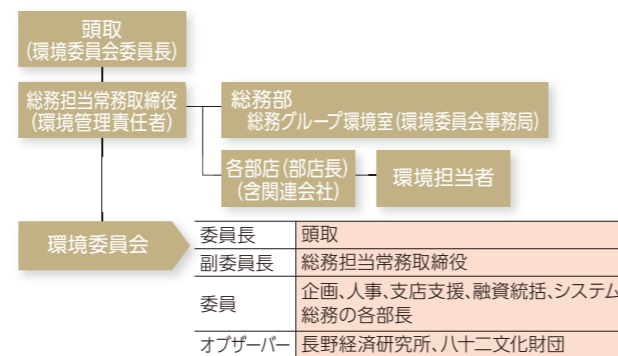 頭取
(環境委員会委員長)
総務担当常務取締役
(環境管理責任者)
総務部
総務グループ環境室(環境委員会事務局)
各部店(部店長)
(含関連会社)
環境担当者
環境委員会
委員長 頭取
副委員長 総務担当常務取締役
委員 企画、人事、支店支援、融資統括、システム
総務の各部長
オブザーバー 長野経済研究所、八十二文化財団